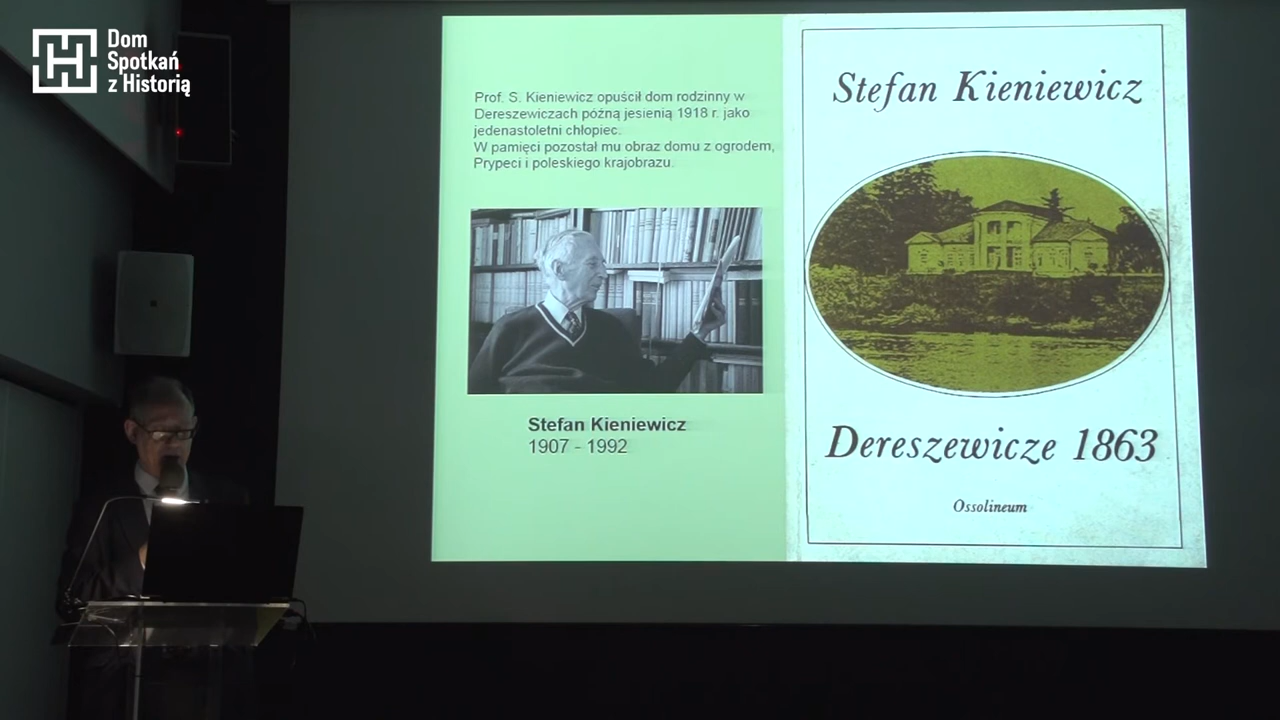 Dom
Spotkań
z Historią
Prof. S. Kieniewicz opuścił dom rodzinny w
Dereszewiczach późną jesienią 1918 r. jako
jedenastoletni chłopiec.
W pamięci pozostał mu obraz domu z ogrodem,
Prypeci i poleskiego krajobrazu.
Stefan Kieniewicz
1907 - 1992
Stefan Kieniewicz
Dereszewicze 1863
Ossolineum